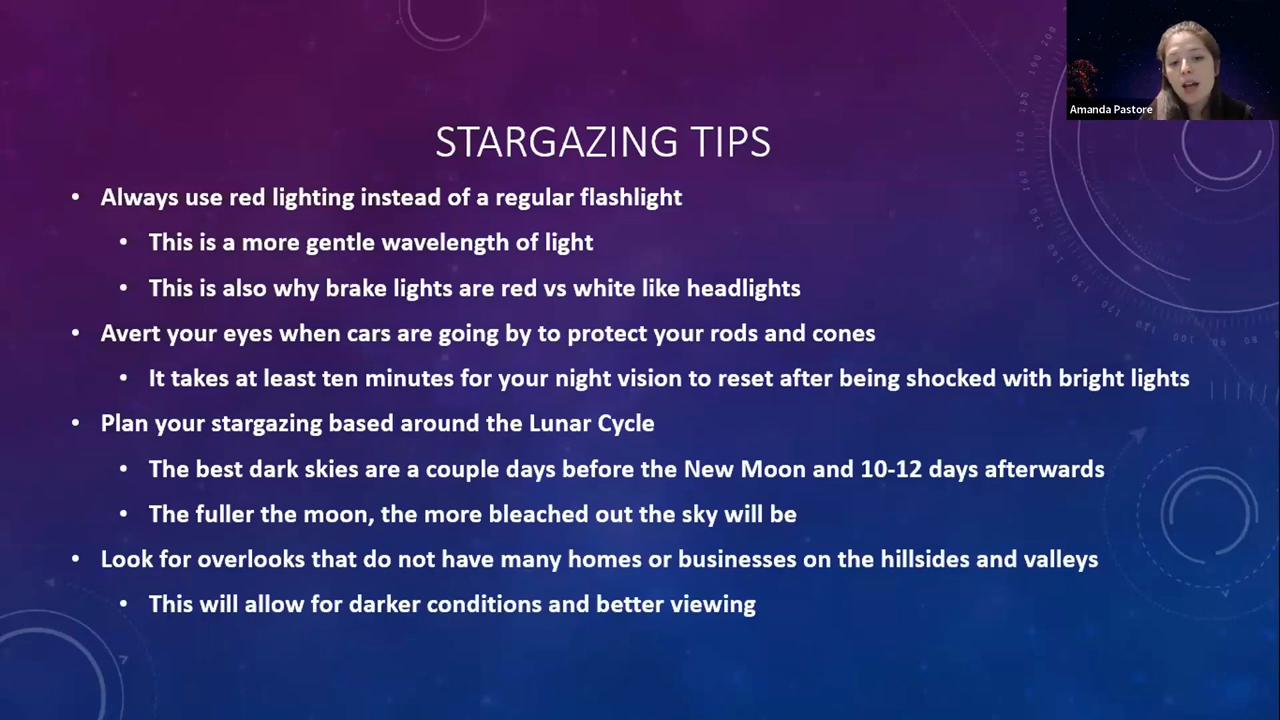 Amanda Pastore
STARGAZING TIPS
• Always use red lighting instead of a regular flashlight
• This is a more gentle wavelength of light
• This is also why brake lights are red vs white like headlights
• Avert your eyes when cars are going by to protect your rods and cones
• It takes at least ten minutes for your night vision to reset after being shocked with bright lights
• Plan your stargazing based around the Lunar Cycle
• The best dark skies are a couple days before the New Moon and 10-12 days afterwards
• The fuller the moon, the more bleached out the sky will be
• Look for overlooks that do not have many homes or businesses on the hillsides and valleys
• This will allow for darker conditions and better viewing